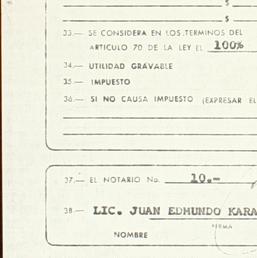 $
$
33.— SE CONSIDERA EN LOS TERMINOS DEL
ARTICULO 70 DE LA LEY EL 100%
34.— UTILIDAD GRAVABLE
35.— IMPUESTO
36.— SI NO CAUSA IMPUESTO (EXPRESAR EL
37.— EL NOTARIO No. 10.—
38.— LIC. JUAN EDMUNDO KARA
NOMBRE FIRMA